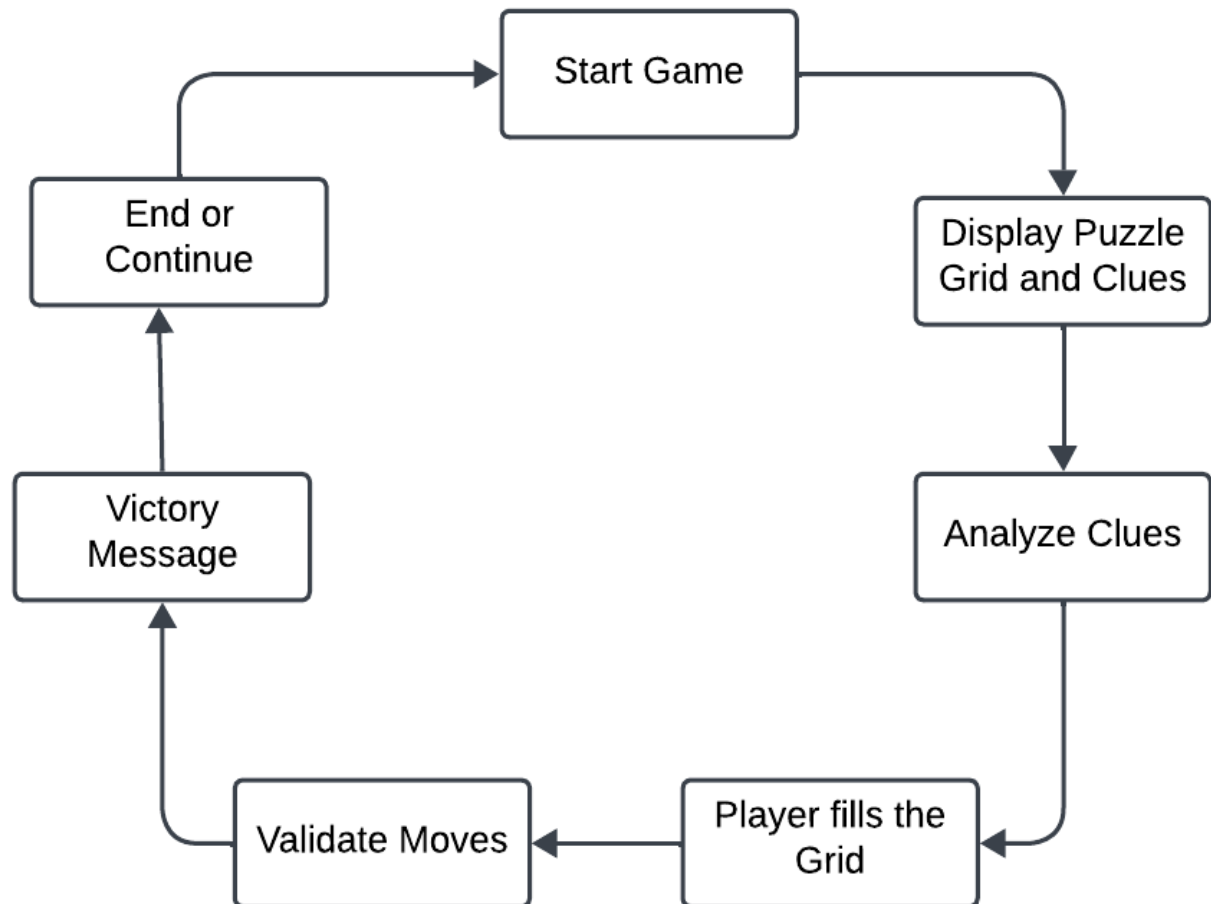 Start Game
Display Puzzle
Grid and Clues
Analyze Clues
Player fills the
Grid
Validate Moves
Victory
Message
End or
Continue